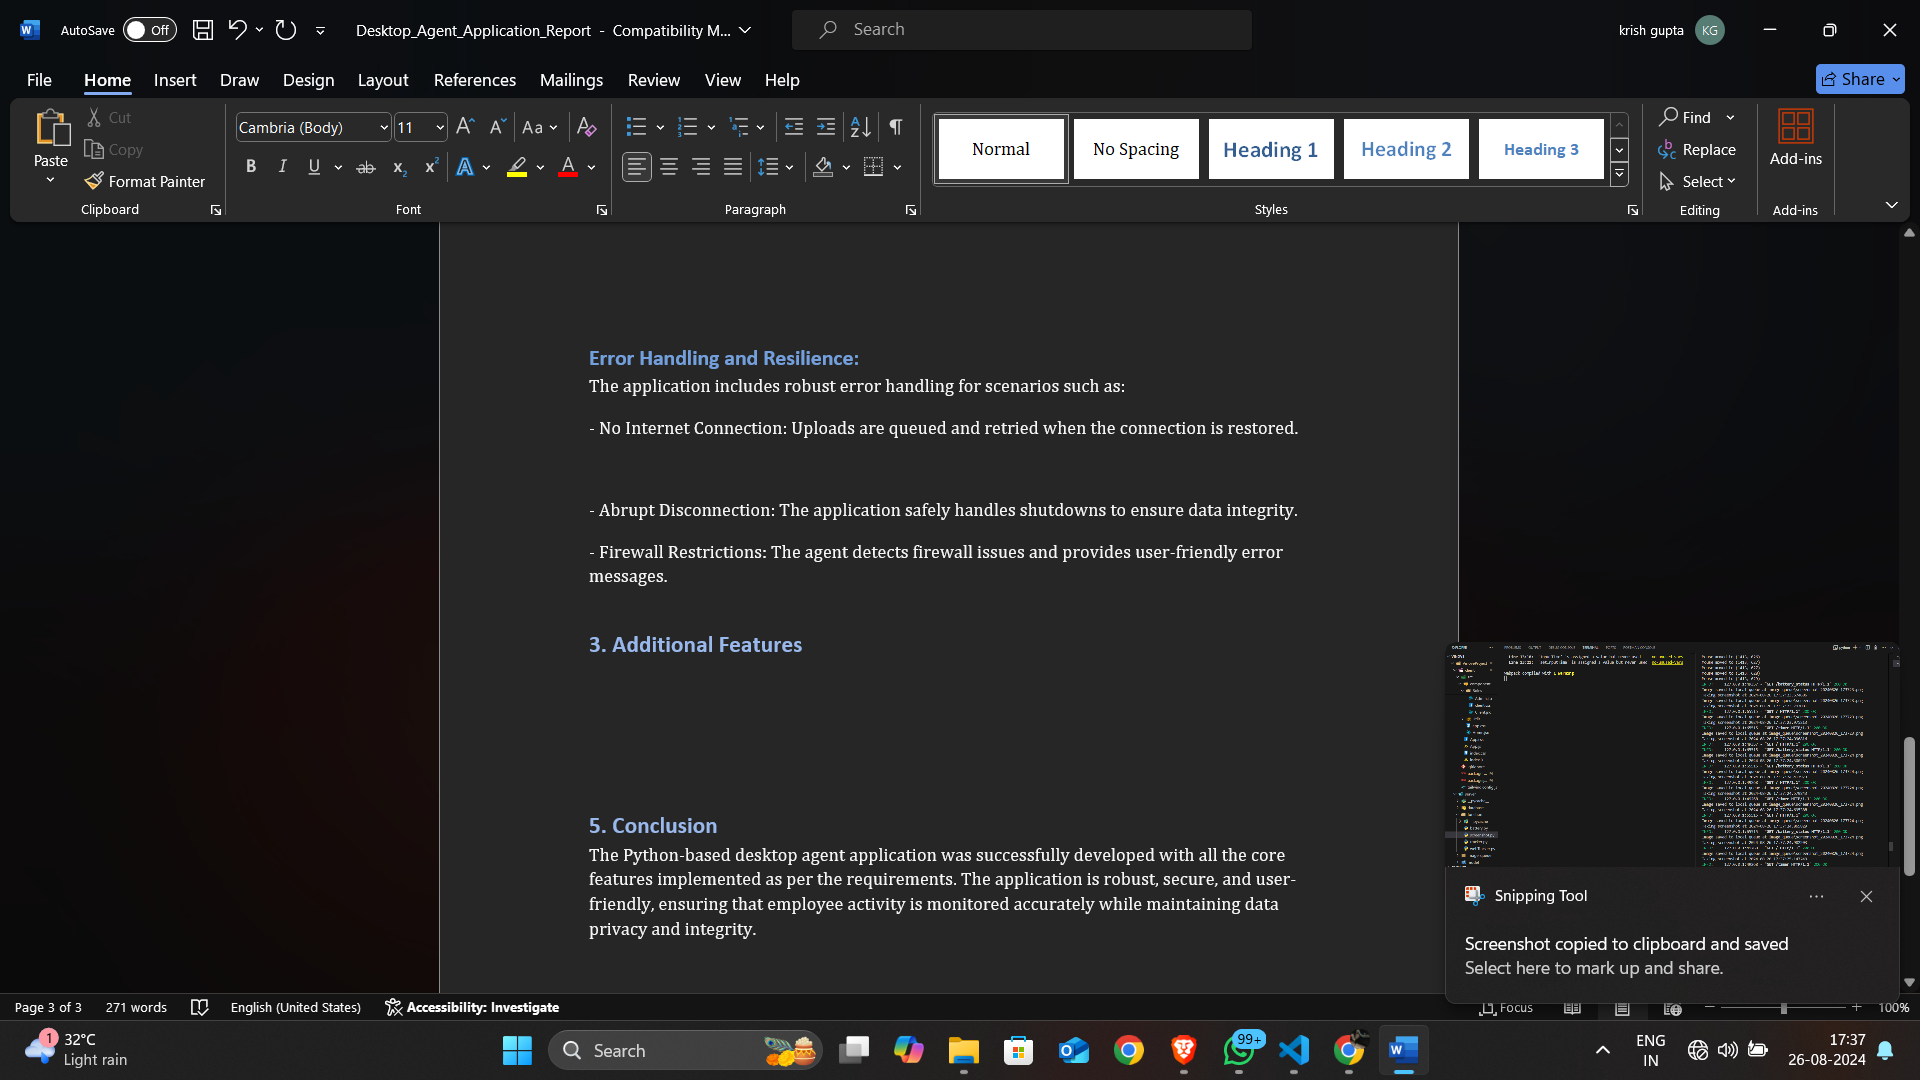 AutoSave Off Desktop_Agent_Application_Report - Compatibility M... Search krish gupta KG
File Home Insert Draw Design Layout References Mailings Review View Help Share
Paste Cut Copy Format Painter
Cambria (Body) 11 Aa
Normal No Spacing Heading 1 Heading 2 Heading 3
Find Replace Select Add-ins
Clipboard Font Paragraph Styles Editing Add-ins
Error Handling and Resilience:
The application includes robust error handling for scenarios such as:
- No Internet Connection: Uploads are queued and retried when the connection is restored.
- Abrupt Disconnection: The application safely handles shutdowns to ensure data integrity.
- Firewall Restrictions: The agent detects firewall issues and provides user-friendly error
messages.
3. Additional Features
5. Conclusion
The Python-based desktop agent application was successfully developed with all the core
features implemented as per the requirements. The application is robust, secure, and user-
friendly, ensuring that employee activity is monitored accurately while maintaining data
privacy and integrity.
Snipping Tool
Screenshot copied to clipboard and saved
Select here to mark up and share.
Page 3 of 3 271 words English (United States) Accessibility: Investigate Focus 100%
1 32°C
Light rain
Search
99+
ENG
IN
17:37
26-08-2024